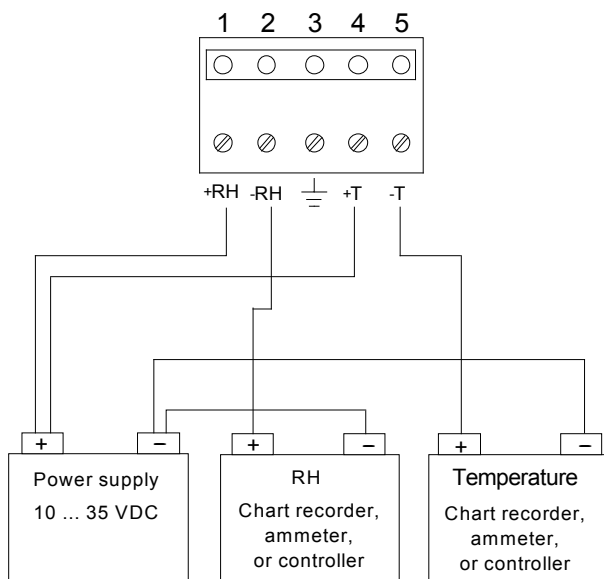 1 2 3 4 5
+RH -RH +T -T
+ – + – + –
Power supply
10 ... 35 VDC
RH
Chart recorder,
ammeter,
or controller
Temperature
Chart recorder,
ammeter,
or controller